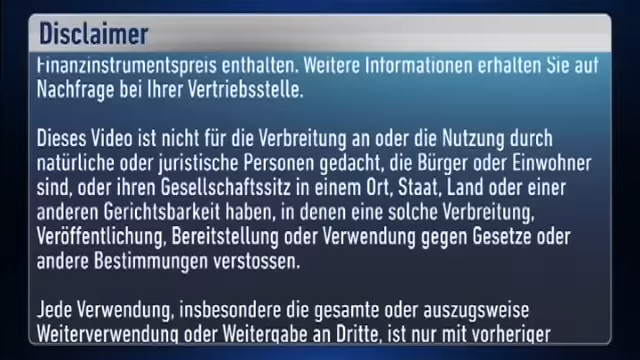 Disclaimer
Finanzinstrumentspreis enthalten. Weitere Informationen erhalten Sie auf
Nachfrage bei Ihrer Vertriebsstelle.
Dieses Video ist nicht für die Verbreitung an oder die Nutzung durch
natürliche oder juristische Personen gedacht, die Bürger oder Einwohner
sind, oder ihren Gesellschaftssitz in einem Ort, Staat, Land oder einer
anderen Gerichtsbarkeit haben, in denen eine solche Verbreitung,
Veröffentlichung, Bereitstellung oder Verwendung gegen Gesetze oder
andere Bestimmungen verstossen.
Jede Verwendung, insbesondere die gesamte oder auszugsweise
Weiterverwendung oder Weitergabe an Dritte, ist nur mit vorheriger